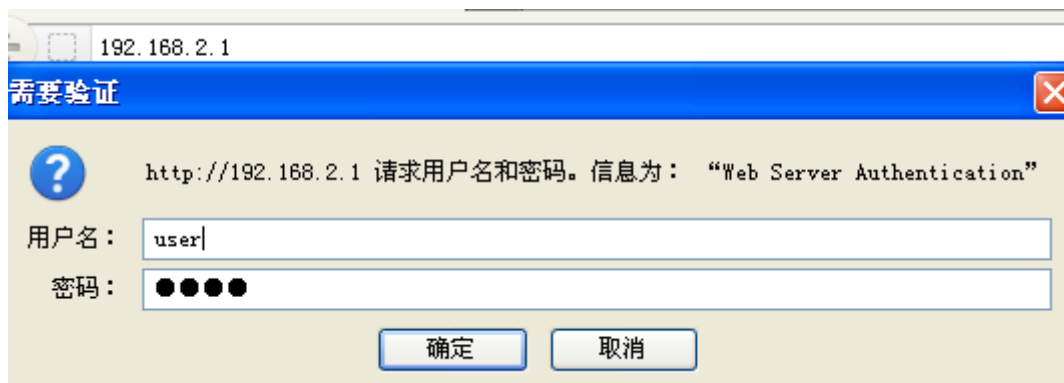 192.168.2.1
需要验证
http://192.168.2.1 请求用户名和密码。信息为： “Web Server Authentication”
用户名： user
密码： ●●●●
确定 取消